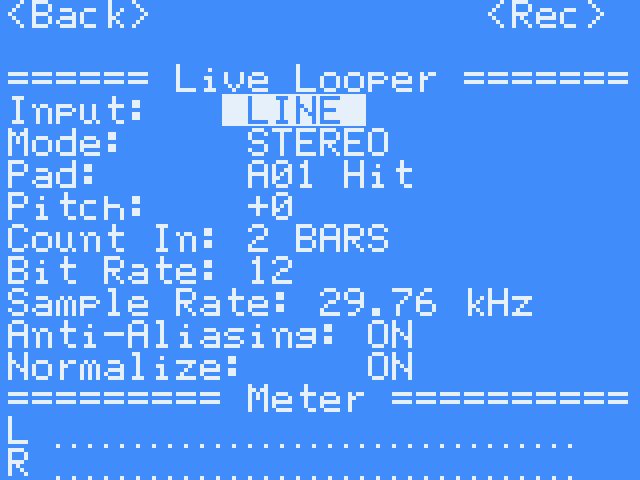 <Back> <Rec>
====== Live Looper =======
Input: LINE
Mode: STEREO
Pad: A01 Hit
Pitch: +0
Count In: 2 BARS
Bit Rate: 12
Sample Rate: 29.76 kHz
Anti-Aliasing: ON
Normalize: ON
========= Meter ==========
L .................................
R .................................